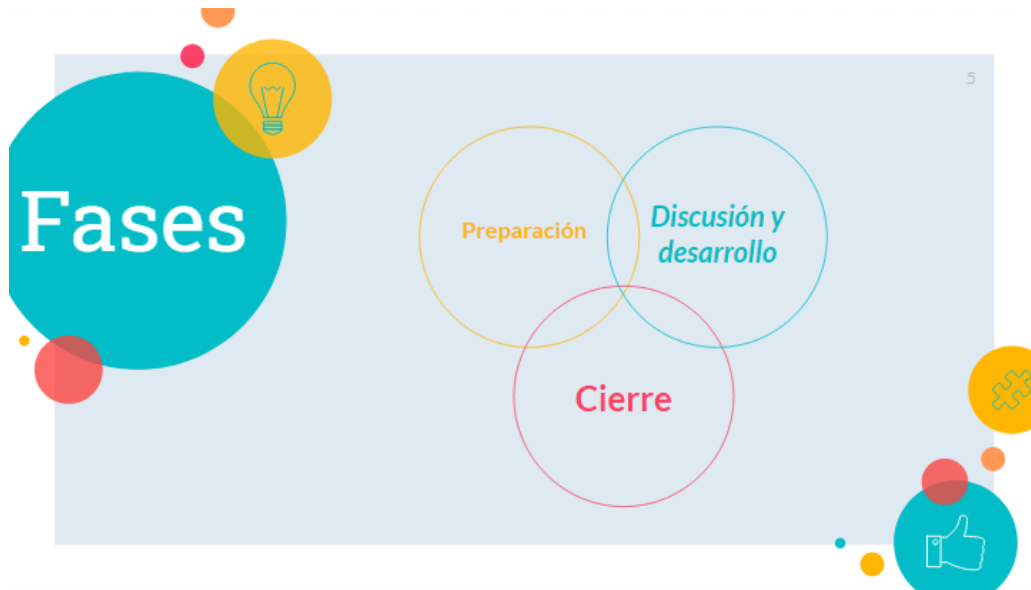 5
Fases
Preparación
Discusión y
desarrollo
Cierre